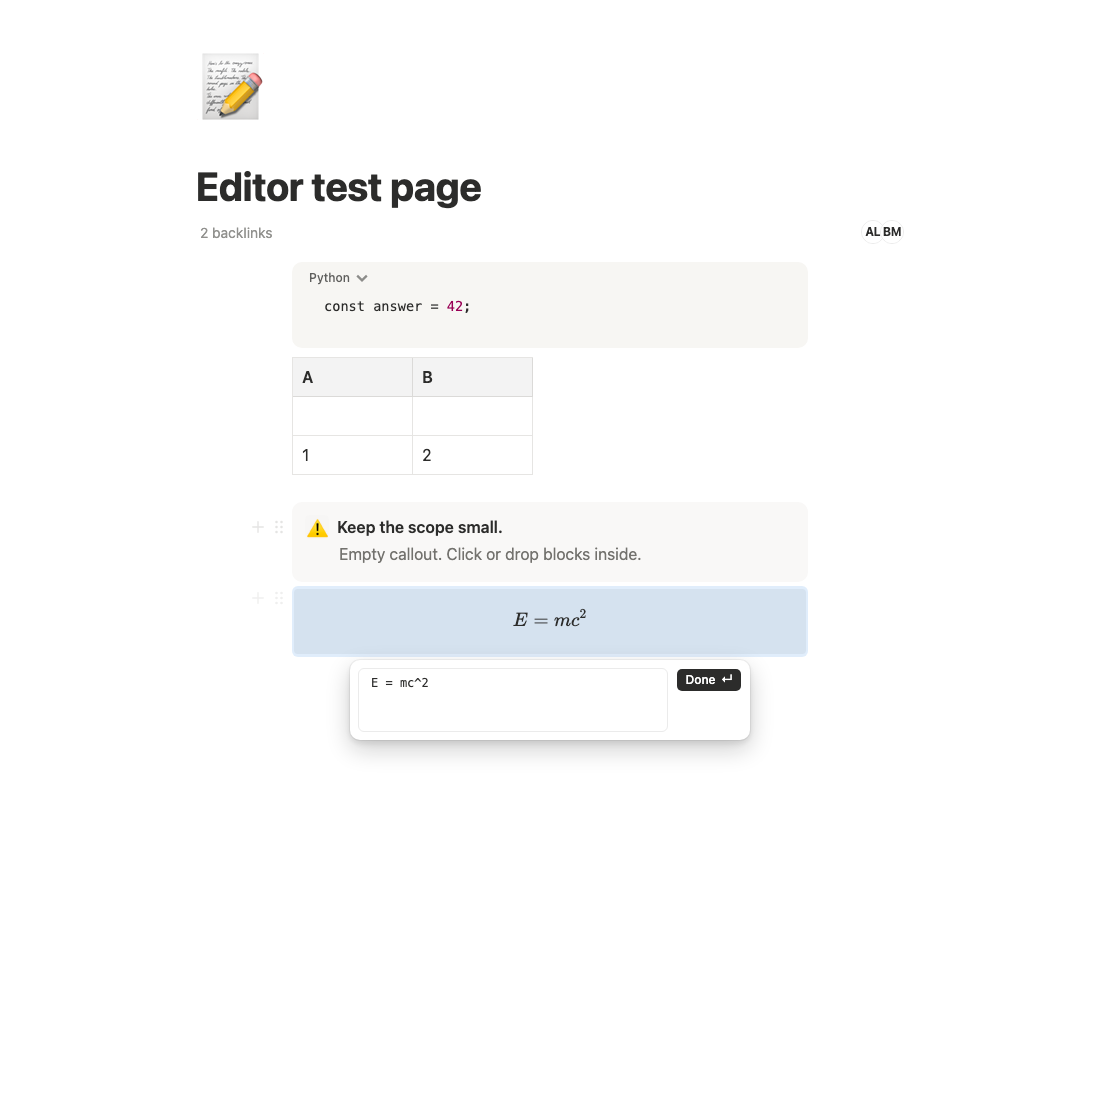 Editor test page
2 backlinks
AL BM
Python
const answer = 42;
A B
1 2
⚠️ Keep the scope small.
Empty callout. Click or drop blocks inside.
E = mc²
E = mc^2
Done ↵